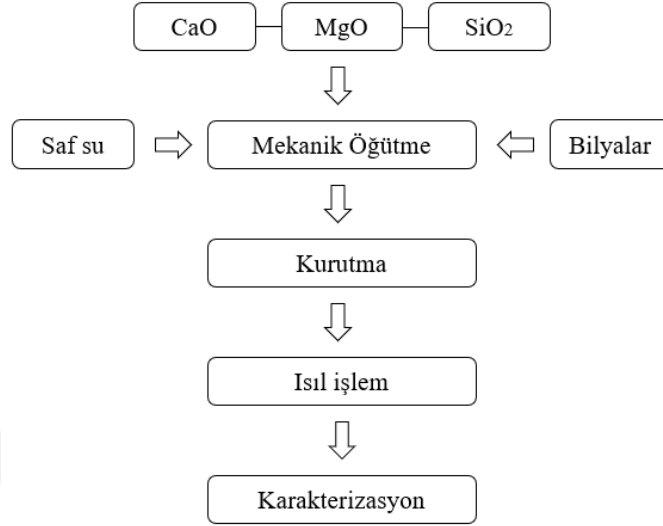 CaO
MgO
SiO2
Saf su
Mekanik Öğütme
Bilyalar
Kurutma
Isıl işlem
Karakterizasyon